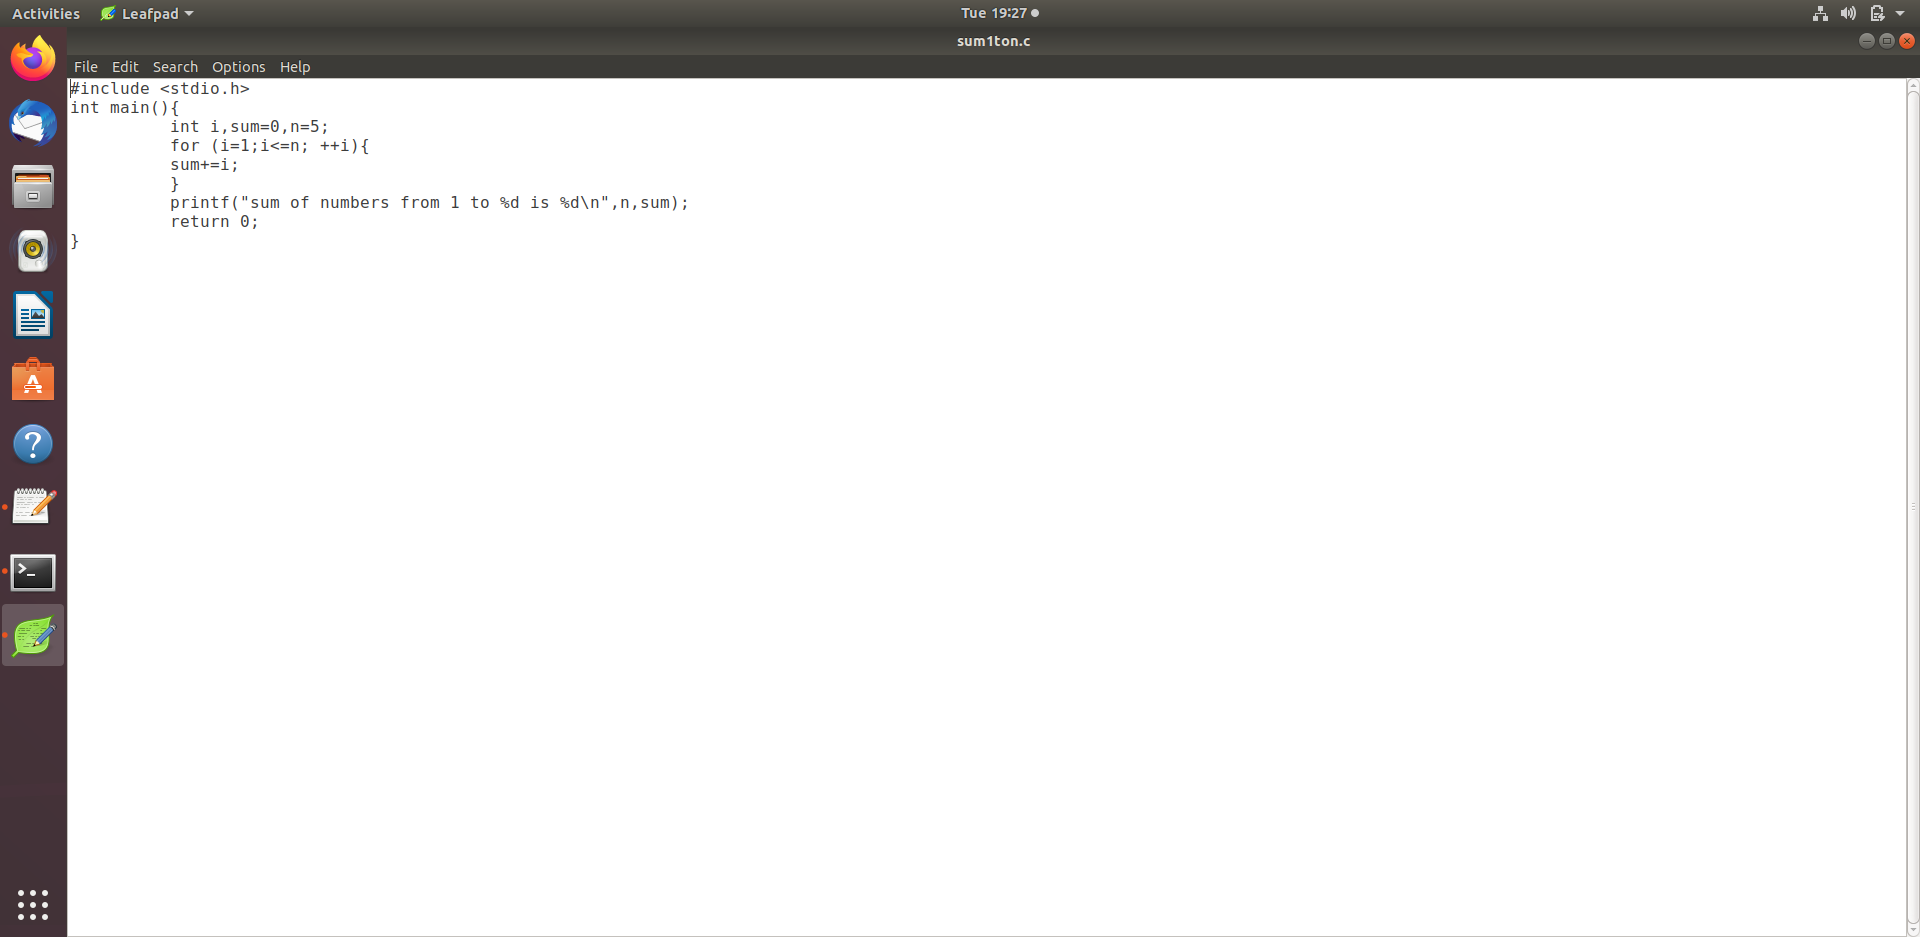 Activities Leafpad Tue 19:27
sum1ton.c
File Edit Search Options Help
#include <stdio.h>
int main(){
int i,sum=0,n=5;
for (i=1;i<=n; ++i){
sum+=i;
}
printf("sum of numbers from 1 to %d is %d\n",n,sum);
return 0;
}